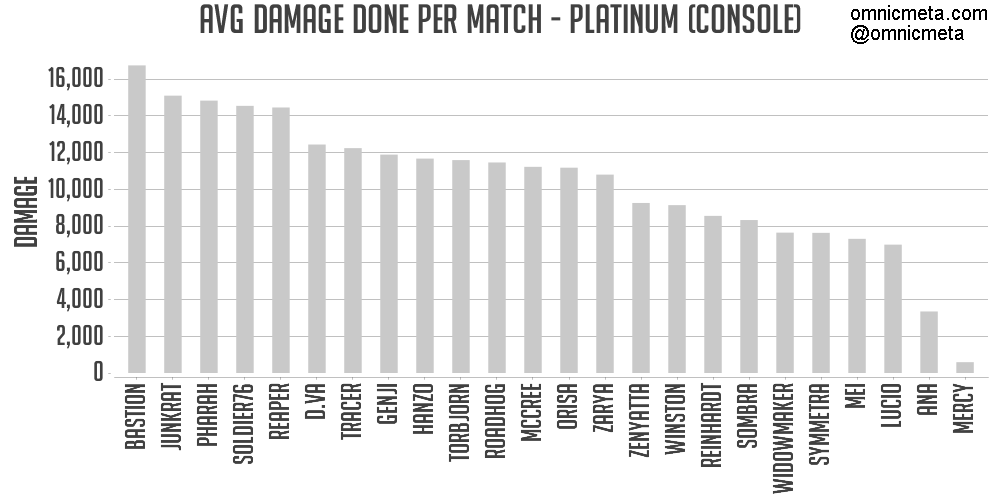 AVG DAMAGE DONE PER MATCH - PLATINUM (CONSOLE)
omnicmeta.com
@omnicmeta
DAMAGE
16,000
14,000
12,000
10,000
8,000
6,000
4,000
2,000
0
BASTION
JUNKRAT
PHARAH
SOLDIER76
REAPER
D.VA
TRACER
GENJI
HANZO
TORBJORN
ROADHOG
MCREE
ORISA
ZARYA
ZENYATTA
WINSTON
REINHARDT
SOMBRA
WIDOWMAKER
SYMMETRA
MEI
LUCIO
ANA
MERCY